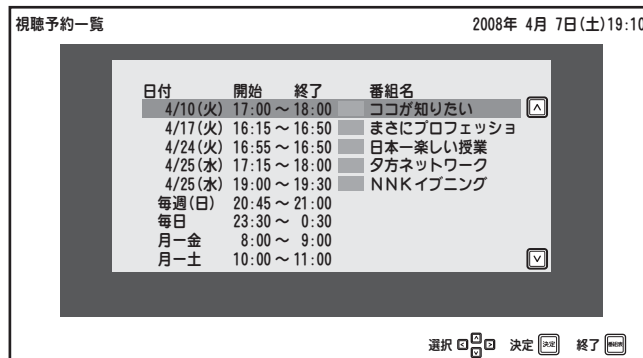 視聴予約一覧 2008年 4月 7日(土)19:10
日付 開始 終了 番組名
4/10(火) 17:00~18:00 ココが知りたい
4/17(火) 16:15~16:50 まさにプロフェッショ
4/24(火) 16:55~16:50 日本一楽しい授業
4/25(水) 17:15~18:00 夕方ネットワーク
4/25(水) 19:00~19:30 NNKイブニング
毎週(日) 20:45~21:00
毎日 23:30~ 0:30
月ー金 8:00~ 9:00
月ー土 10:00~11:00
選択 決定 決定 終了 番組表